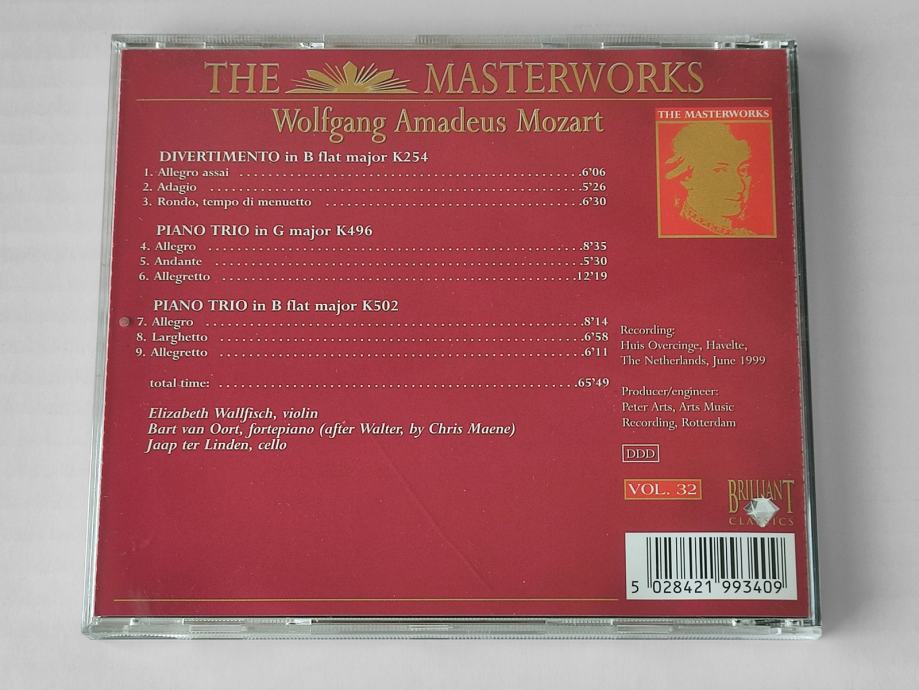 THE MASTERWORKS
Wolfgang Amadeus Mozart
THE MASTERWORKS
DIVERTIMENTO in B flat major K254
1. Allegro assai ..........6'06
2. Adagio ..........5'26
3. Rondo, tempo di menuetto ..........6'30
PIANO TRIO in G major K496
4. Allegro ..........8'35
5. Andante ..........5'30
6. Allegretto ..........12'19
PIANO TRIO in B flat major K502
7. Allegro ..........8'14
8. Larghetto ..........6'58
9. Allegretto ..........6'11
total time: ..........65'49
Elizabeth Wallfisch, violin
Bart van Oort, fortepiano (after Walter, by Chris Maene)
Jaap ter Linden, cello
Recording:
Huis Overcinge, Havelte,
The Netherlands, June 1999
Producer/engineer:
Peter Arts, Arts Music
Recording, Rotterdam
DDD
VOL. 32
BRILLIANT
CLASSICS
5 028421 993409